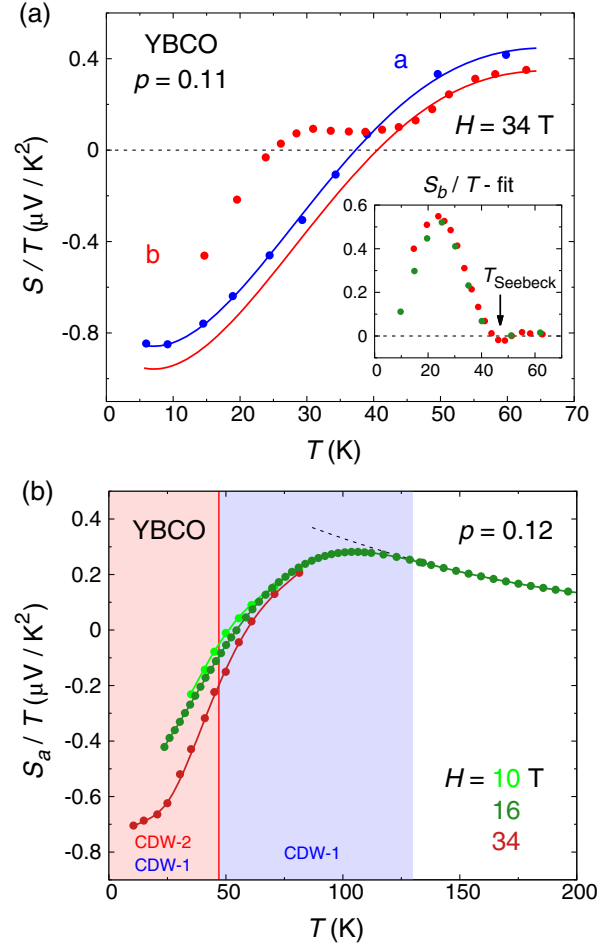 (a)
YBCO
p = 0.11
a
H = 34 T
b
S / T (μV / K²)
0.4
0
-0.4
-0.8
0
10
20
30
40
50
60
70
T (K)
S_b / T - fit
0.6
0.4
0.2
0
T_Seebeck
0
20
40
60
(b)
YBCO
p = 0.12
S_a / T (μV / K²)
0.4
0.2
0
-0.2
-0.4
-0.6
-0.8
H = 10 T
16
34
CDW-2
CDW-1
CDW-1
0
50
100
150
200
T (K)